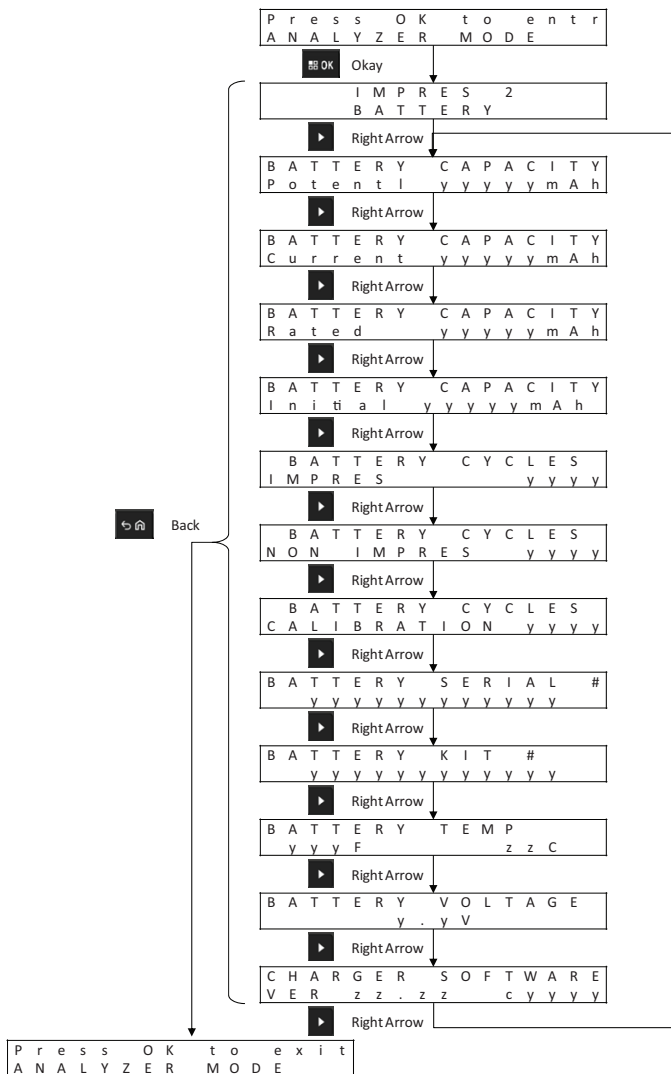 Press OK to entr
ANALYZER MODE
OK Okay
IMPRES 2
BATTERY
Right Arrow
BATTERY CAPACITY
Potentl yyyyymAh
Right Arrow
BATTERY CAPACITY
Current yyyyymAh
Right Arrow
BATTERY CAPACITY
Rated yyyyymAh
Right Arrow
BATTERY CAPACITY
Initial yyyyymAh
Right Arrow
BATTERY CYCLES
IMPRES yyyy
Right Arrow
Back
BATTERY CYCLES
NON IMPRES yyyy
Right Arrow
BATTERY CYCLES
CALIBRATION yyyy
Right Arrow
BATTERY SERIAL #
yyyyyyyyyyyy
Right Arrow
BATTERY KIT #
yyyyyyyyyyyy
Right Arrow
BATTERY TEMP
yyyF zzC
Right Arrow
BATTERY VOLTAGE
y.yV
Right Arrow
CHARGER SOFTWARE
VER zz.zz cyyyy
Right Arrow
Press OK to exit
ANALYZER MODE